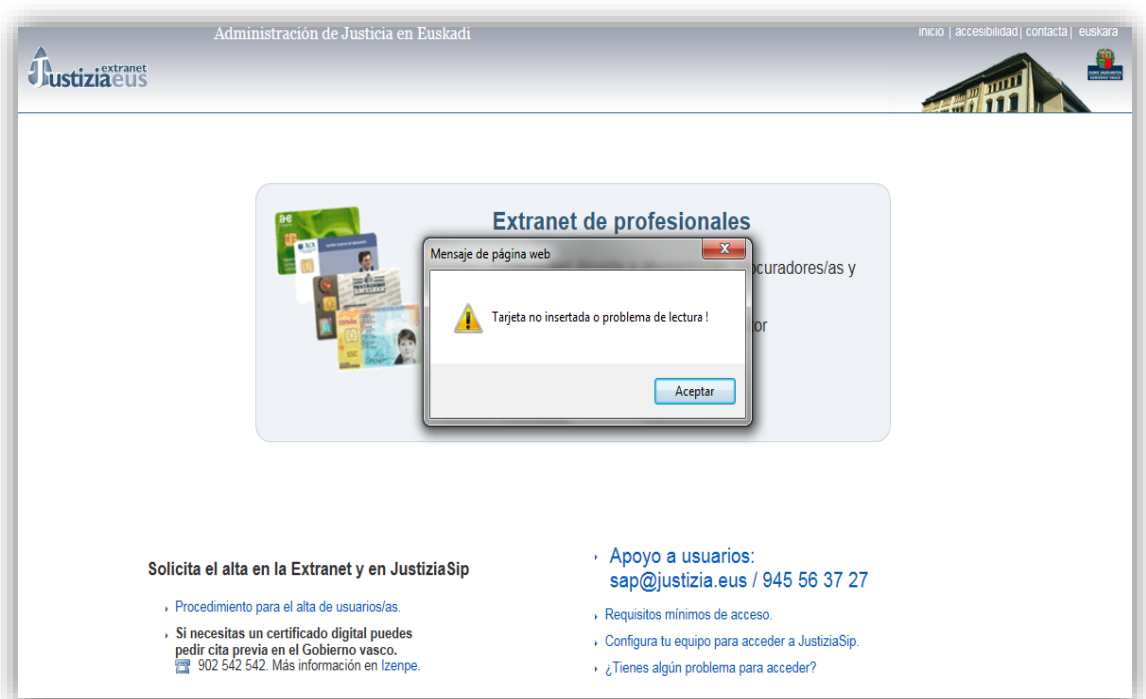 Administración de Justicia en Euskadi
inicio | accesibilidad | contacta | euskara
extranet
Justiziaeus
Extranet de profesionales
Mensaje de página web
ocuradores/as y
Tarjeta no insertada o problema de lectura !
or
Aceptar
Solicita el alta en la Extranet y en JustiziaSip
Procedimiento para el alta de usuarios/as.
Si necesitas un certificado digital puedes
pedir cita previa en el Gobierno vasco.
902 542 542. Más información en Izenpe.
Apoyo a usuarios:
sap@justizia.eus / 945 56 37 27
Requisitos mínimos de acceso.
Configura tu equipo para acceder a JustiziaSip.
¿Tienes algún problema para acceder?